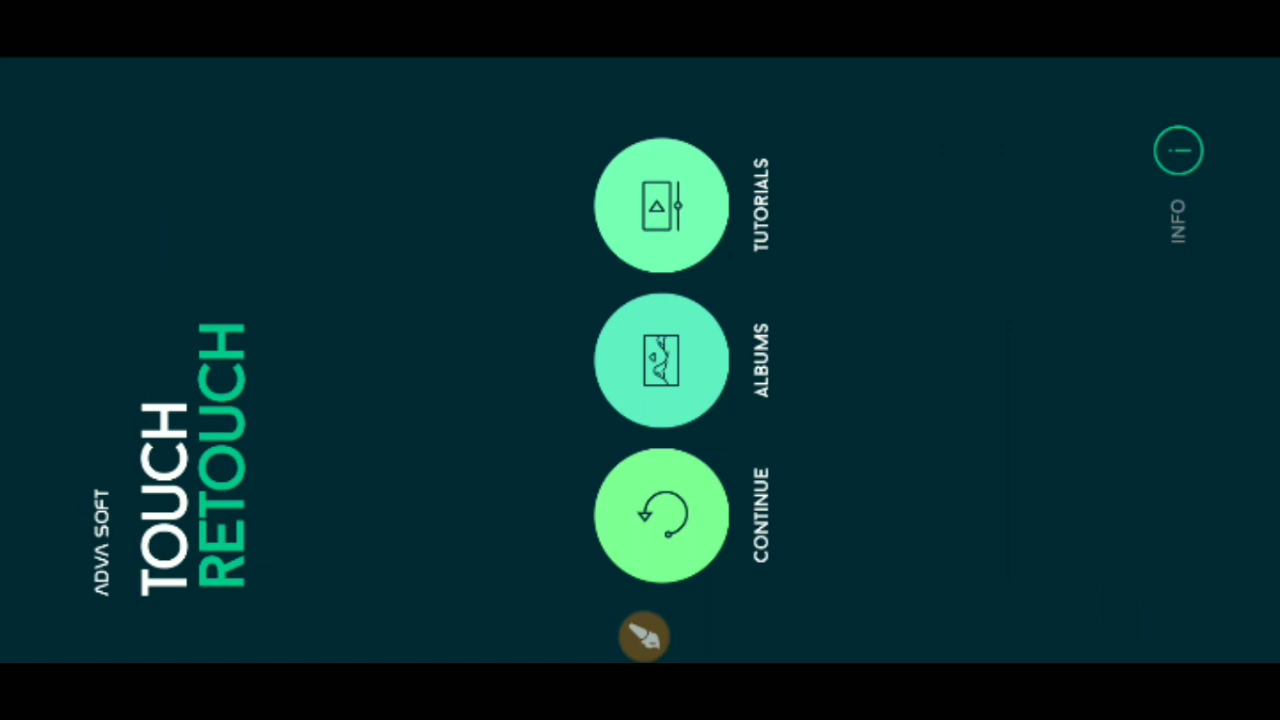 ADVA SOFT
TOUCH
RETOUCH
CONTINUE
ALBUMS
TUTORIALS
INFO